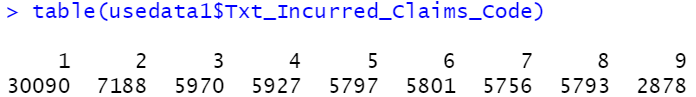 > table(usedata1$Txt_Incurred_Claims_Code)
1 2 3 4 5 6 7 8 9
30090 7188 5970 5927 5797 5801 5756 5793 2878